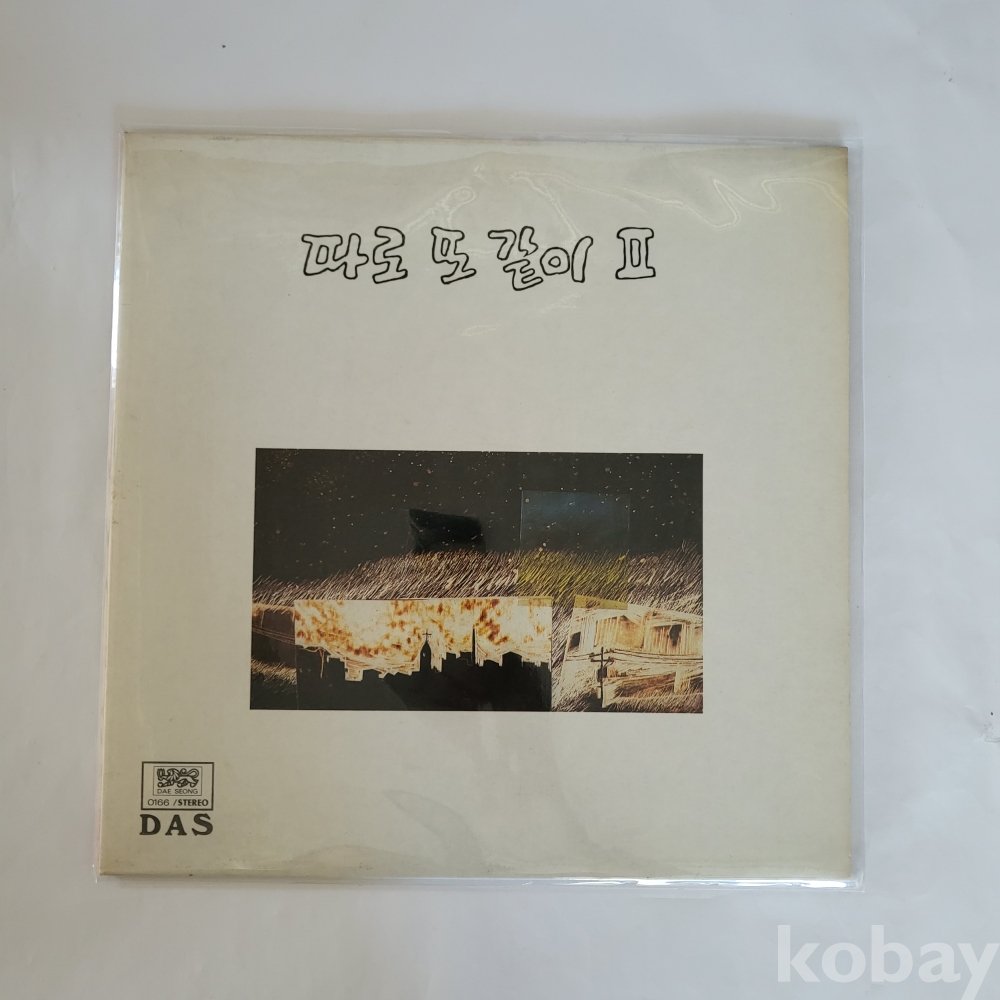 따로 또 같이 II
DAE SEONG
0166 /STEREO
DAS
kobay